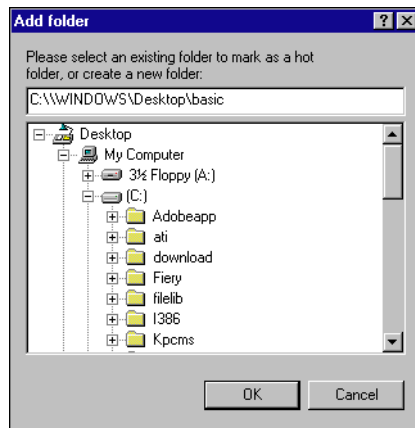 Add folder
Please select an existing folder to mark as a hot
folder, or create a new folder:
C:\\WINDOWS\Desktop\basic
Desktop
My Computer
3½ Floppy (A:)
(C:)
Adobeapp
ati
download
Fiery
filelib
I386
Kpcms
OK Cancel